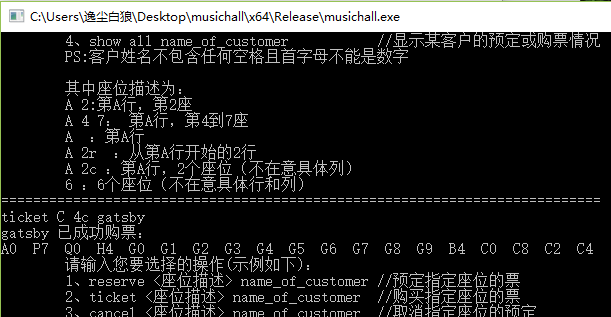 C:\Users\逸尘白狼\Desktop\musichall\x64\Release\musichall.exe
4、show all name_of_customer //显示某客户的预定或购票情况
PS:客户姓名不包含任何空格且首字母不能是数字
其中座位描述为:
A 2:第A行，第2座
A 4 7： 第A行，第4到7座
A ：第A行
A 2r ：从第A行开始的2行
A 2c：第A行，2个座位（不在意具体列）
6 ：6个座位（不在意具体行和列）
================================================================================
ticket C 4c gatsby
gatsby 已成功购票：
A0 P7 Q0 H4 G0 G1 G2 G3 G4 G5 G6 G7 G8 G9 B4 C0 C8 C2 C4
请输入您要选择的操作(示例如下):
1、reserve <座位描述> name_of_customer //预定指定座位的票
2、ticket <座位描述> name_of_customer //购买指定座位的票
3、cancel <座位描述> name_of_customer //取消指定座位的预定